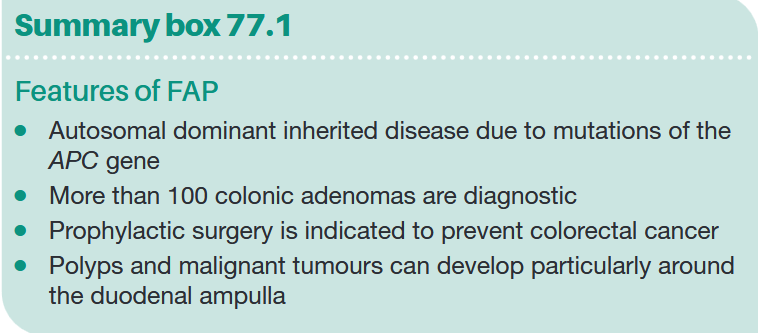 Summary box 77.1
Features of FAP
• Autosomal dominant inherited disease due to mutations of the
APC gene
• More than 100 colonic adenomas are diagnostic
• Prophylactic surgery is indicated to prevent colorectal cancer
• Polyps and malignant tumours can develop particularly around
the duodenal ampulla